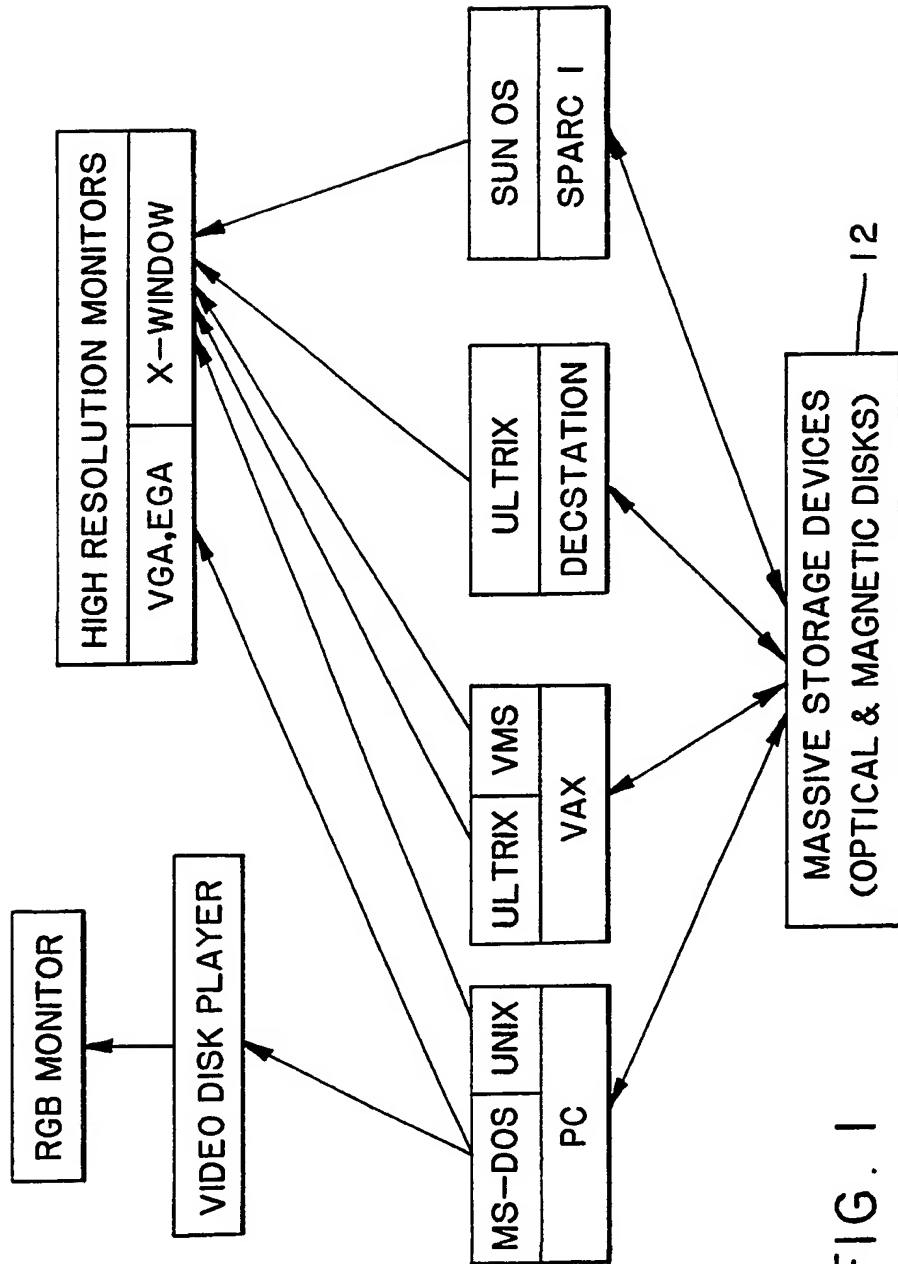 RGB MONITOR
VIDEO DISK PLAYER
HIGH RESOLUTION MONITORS
VGA,EGA
X-WINDOW
MS-DOS
UNIX
PC
ULTRIX
VMS
VAX
ULTRIX
DECSTATION
SUN OS
SPARC I
MASSIVE STORAGE DEVICES
(OPTICAL & MAGNETIC DISKS)
12
FIG. I